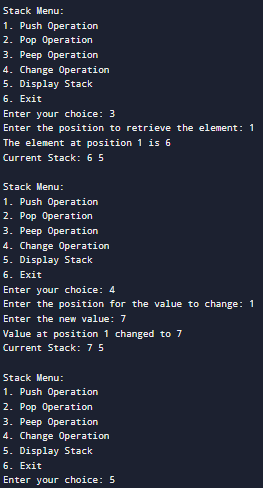 Stack Menu:
1. Push Operation
2. Pop Operation
3. Peep Operation
4. Change Operation
5. Display Stack
6. Exit
Enter your choice: 3
Enter the position to retrieve the element: 1
The element at position 1 is 6
Current Stack: 6 5
Stack Menu:
1. Push Operation
2. Pop Operation
3. Peep Operation
4. Change Operation
5. Display Stack
6. Exit
Enter your choice: 4
Enter the position for the value to change: 1
Enter the new value: 7
Value at position 1 changed to 7
Current Stack: 7 5
Stack Menu:
1. Push Operation
2. Pop Operation
3. Peep Operation
4. Change Operation
5. Display Stack
6. Exit
Enter your choice: 5